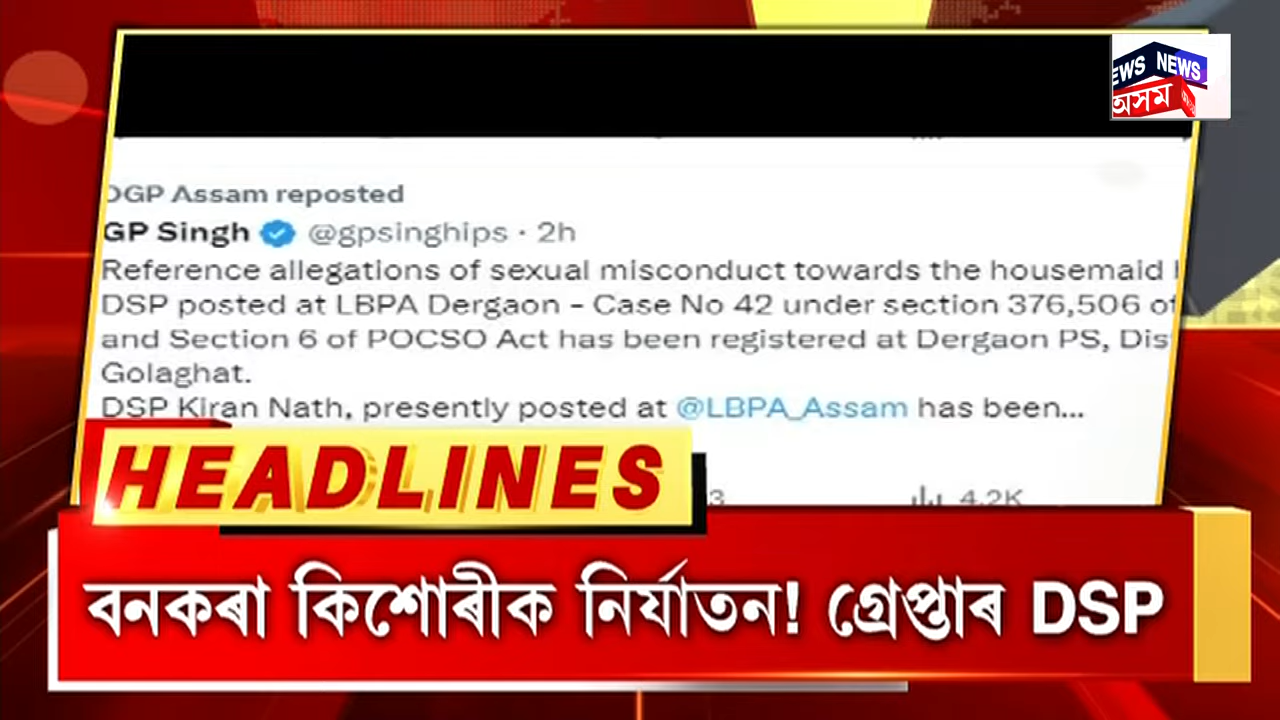 NEWS
অসম
DGP Assam reposted
GP Singh @gpsinghips · 2h
Reference allegations of sexual misconduct towards the housemaid
DSP posted at LBPA Dergaon - Case No 42 under section 376,506 of
and Section 6 of POCSO Act has been registered at Dergaon PS,
Golaghat.
DSP Kiran Nath, presently posted at @LBPA_Assam has been...
4.2K
HEADLINES
বনকৰা কিশোৰীক নিৰ্যাতন! গ্ৰেপ্তাৰ DSP